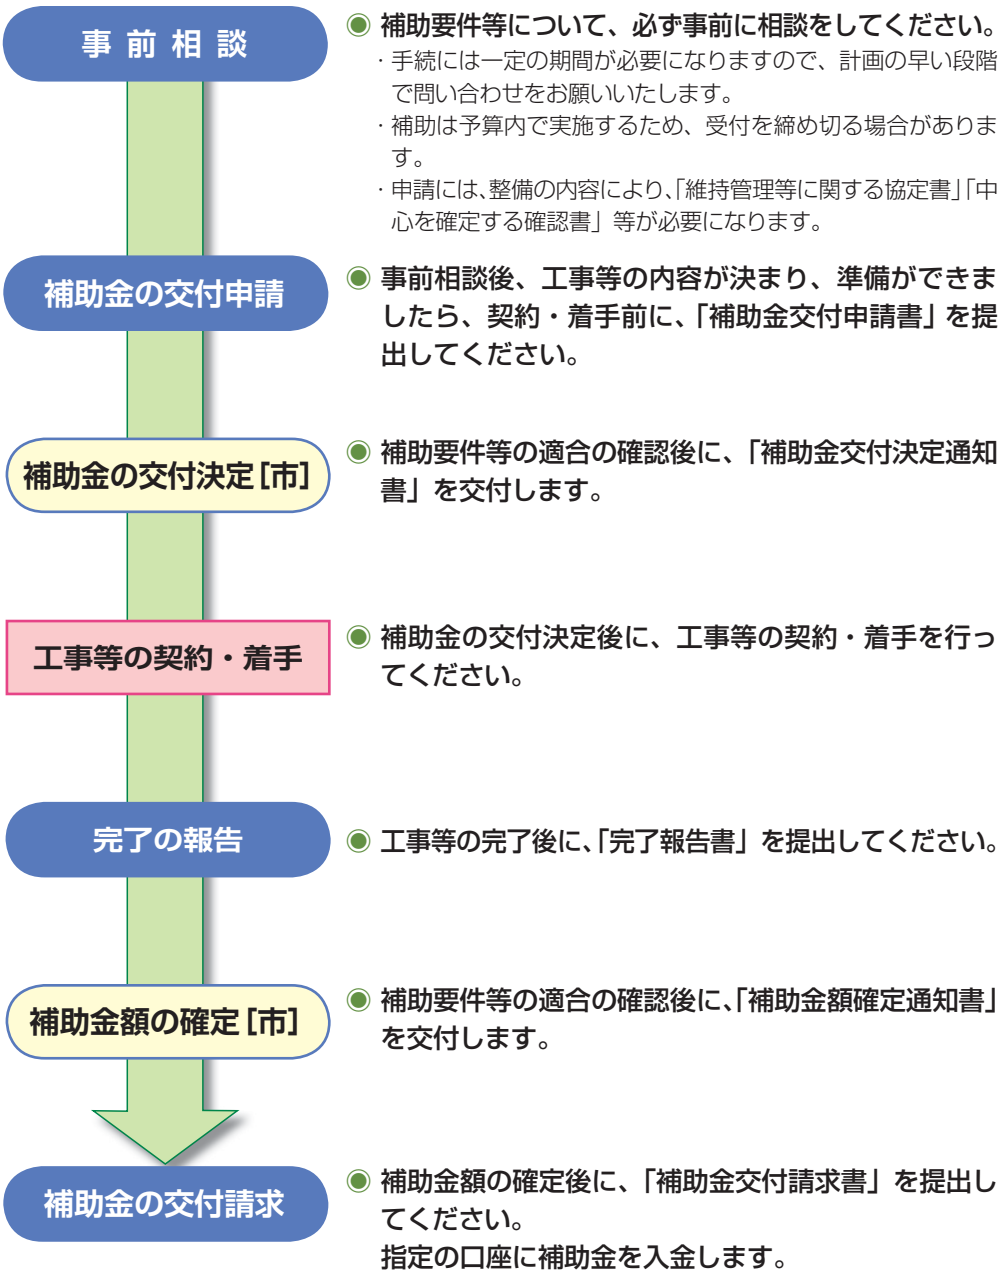 事前相談
◉ 補助要件等について、必ず事前に相談をしてください。
・手続には一定の期間が必要になりますので、計画の早い段階
で問い合わせをお願いいたします。
・補助は予算内で実施するため、受付を締め切る場合がありま
す。
・申請には、整備の内容により、「維持管理等に関する協定書」「中
心を確定する確認書」等が必要になります。
補助金の交付申請
◉ 事前相談後、工事等の内容が決まり、準備ができま
したら、契約・着手前に、「補助金交付申請書」を提
出してください。
補助金の交付決定[市]
◉ 補助要件等の適合の確認後に、「補助金交付決定通知
書」を交付します。
工事等の契約・着手
◉ 補助金の交付決定後に、工事等の契約・着手を行っ
てください。
完了の報告
◉ 工事等の完了後に、「完了報告書」を提出してください。
補助金額の確定[市]
◉ 補助要件等の適合の確認後に、「補助金額確定通知書」
を交付します。
補助金の交付請求
◉ 補助金額の確定後に、「補助金交付請求書」を提出し
てください。
指定の口座に補助金を入金します。